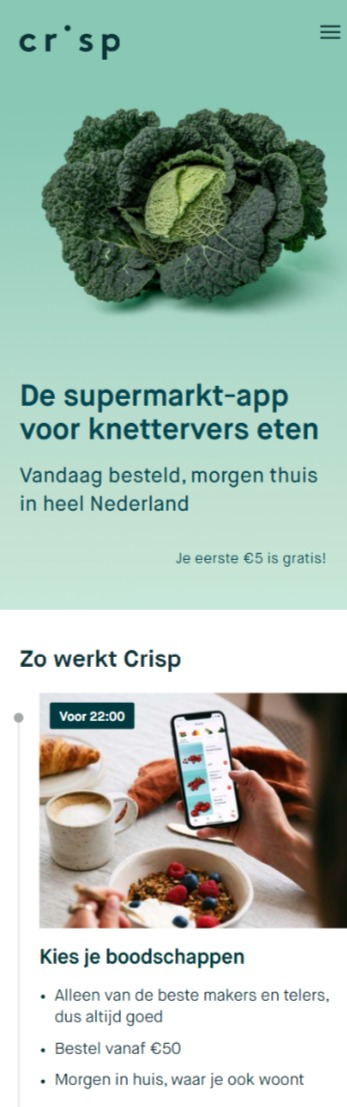 crisp
De supermarkt-app
voor knettervers eten
Vandaag besteld, morgen thuis
in heel Nederland
Je eerste €5 is gratis!
Zo werkt Crisp
Voor 22:00
Kies je boodschappen
• Alleen van de beste makers en telers,
dus altijd goed
• Bestel vanaf €50
• Morgen in huis, waar je ook woont